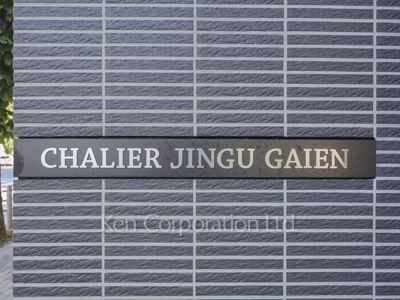 CHALIER JINGU GAIEN
Ken Corporation Ltd.